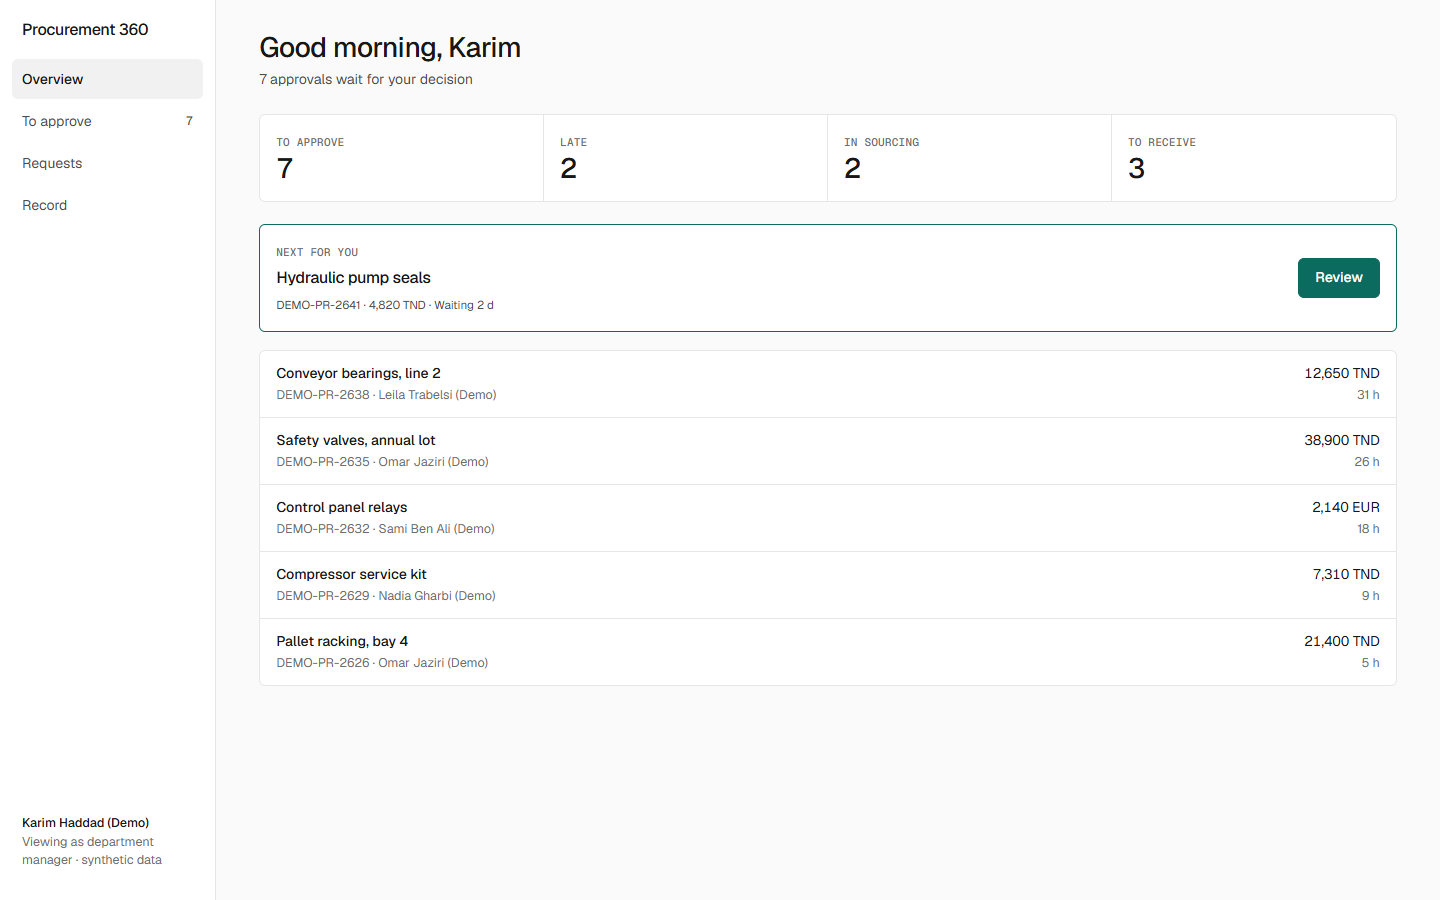 Procurement 360
Overview
To approve 7
Requests
Record
Karim Haddad (Demo)
Viewing as department
manager · synthetic data
Good morning, Karim
7 approvals wait for your decision
TO APPROVE
7
LATE
2
IN SOURCING
2
TO RECEIVE
3
NEXT FOR YOU
Hydraulic pump seals
DEMO-PR-2641 · 4,820 TND · Waiting 2 d
Review
Conveyor bearings, line 2
DEMO-PR-2638 · Leila Trabelsi (Demo)
12,650 TND
31 h
Safety valves, annual lot
DEMO-PR-2635 · Omar Jaziri (Demo)
38,900 TND
26 h
Control panel relays
DEMO-PR-2632 · Sami Ben Ali (Demo)
2,140 EUR
18 h
Compressor service kit
DEMO-PR-2629 · Nadia Gharbi (Demo)
7,310 TND
9 h
Pallet racking, bay 4
DEMO-PR-2626 · Omar Jaziri (Demo)
21,400 TND
5 h